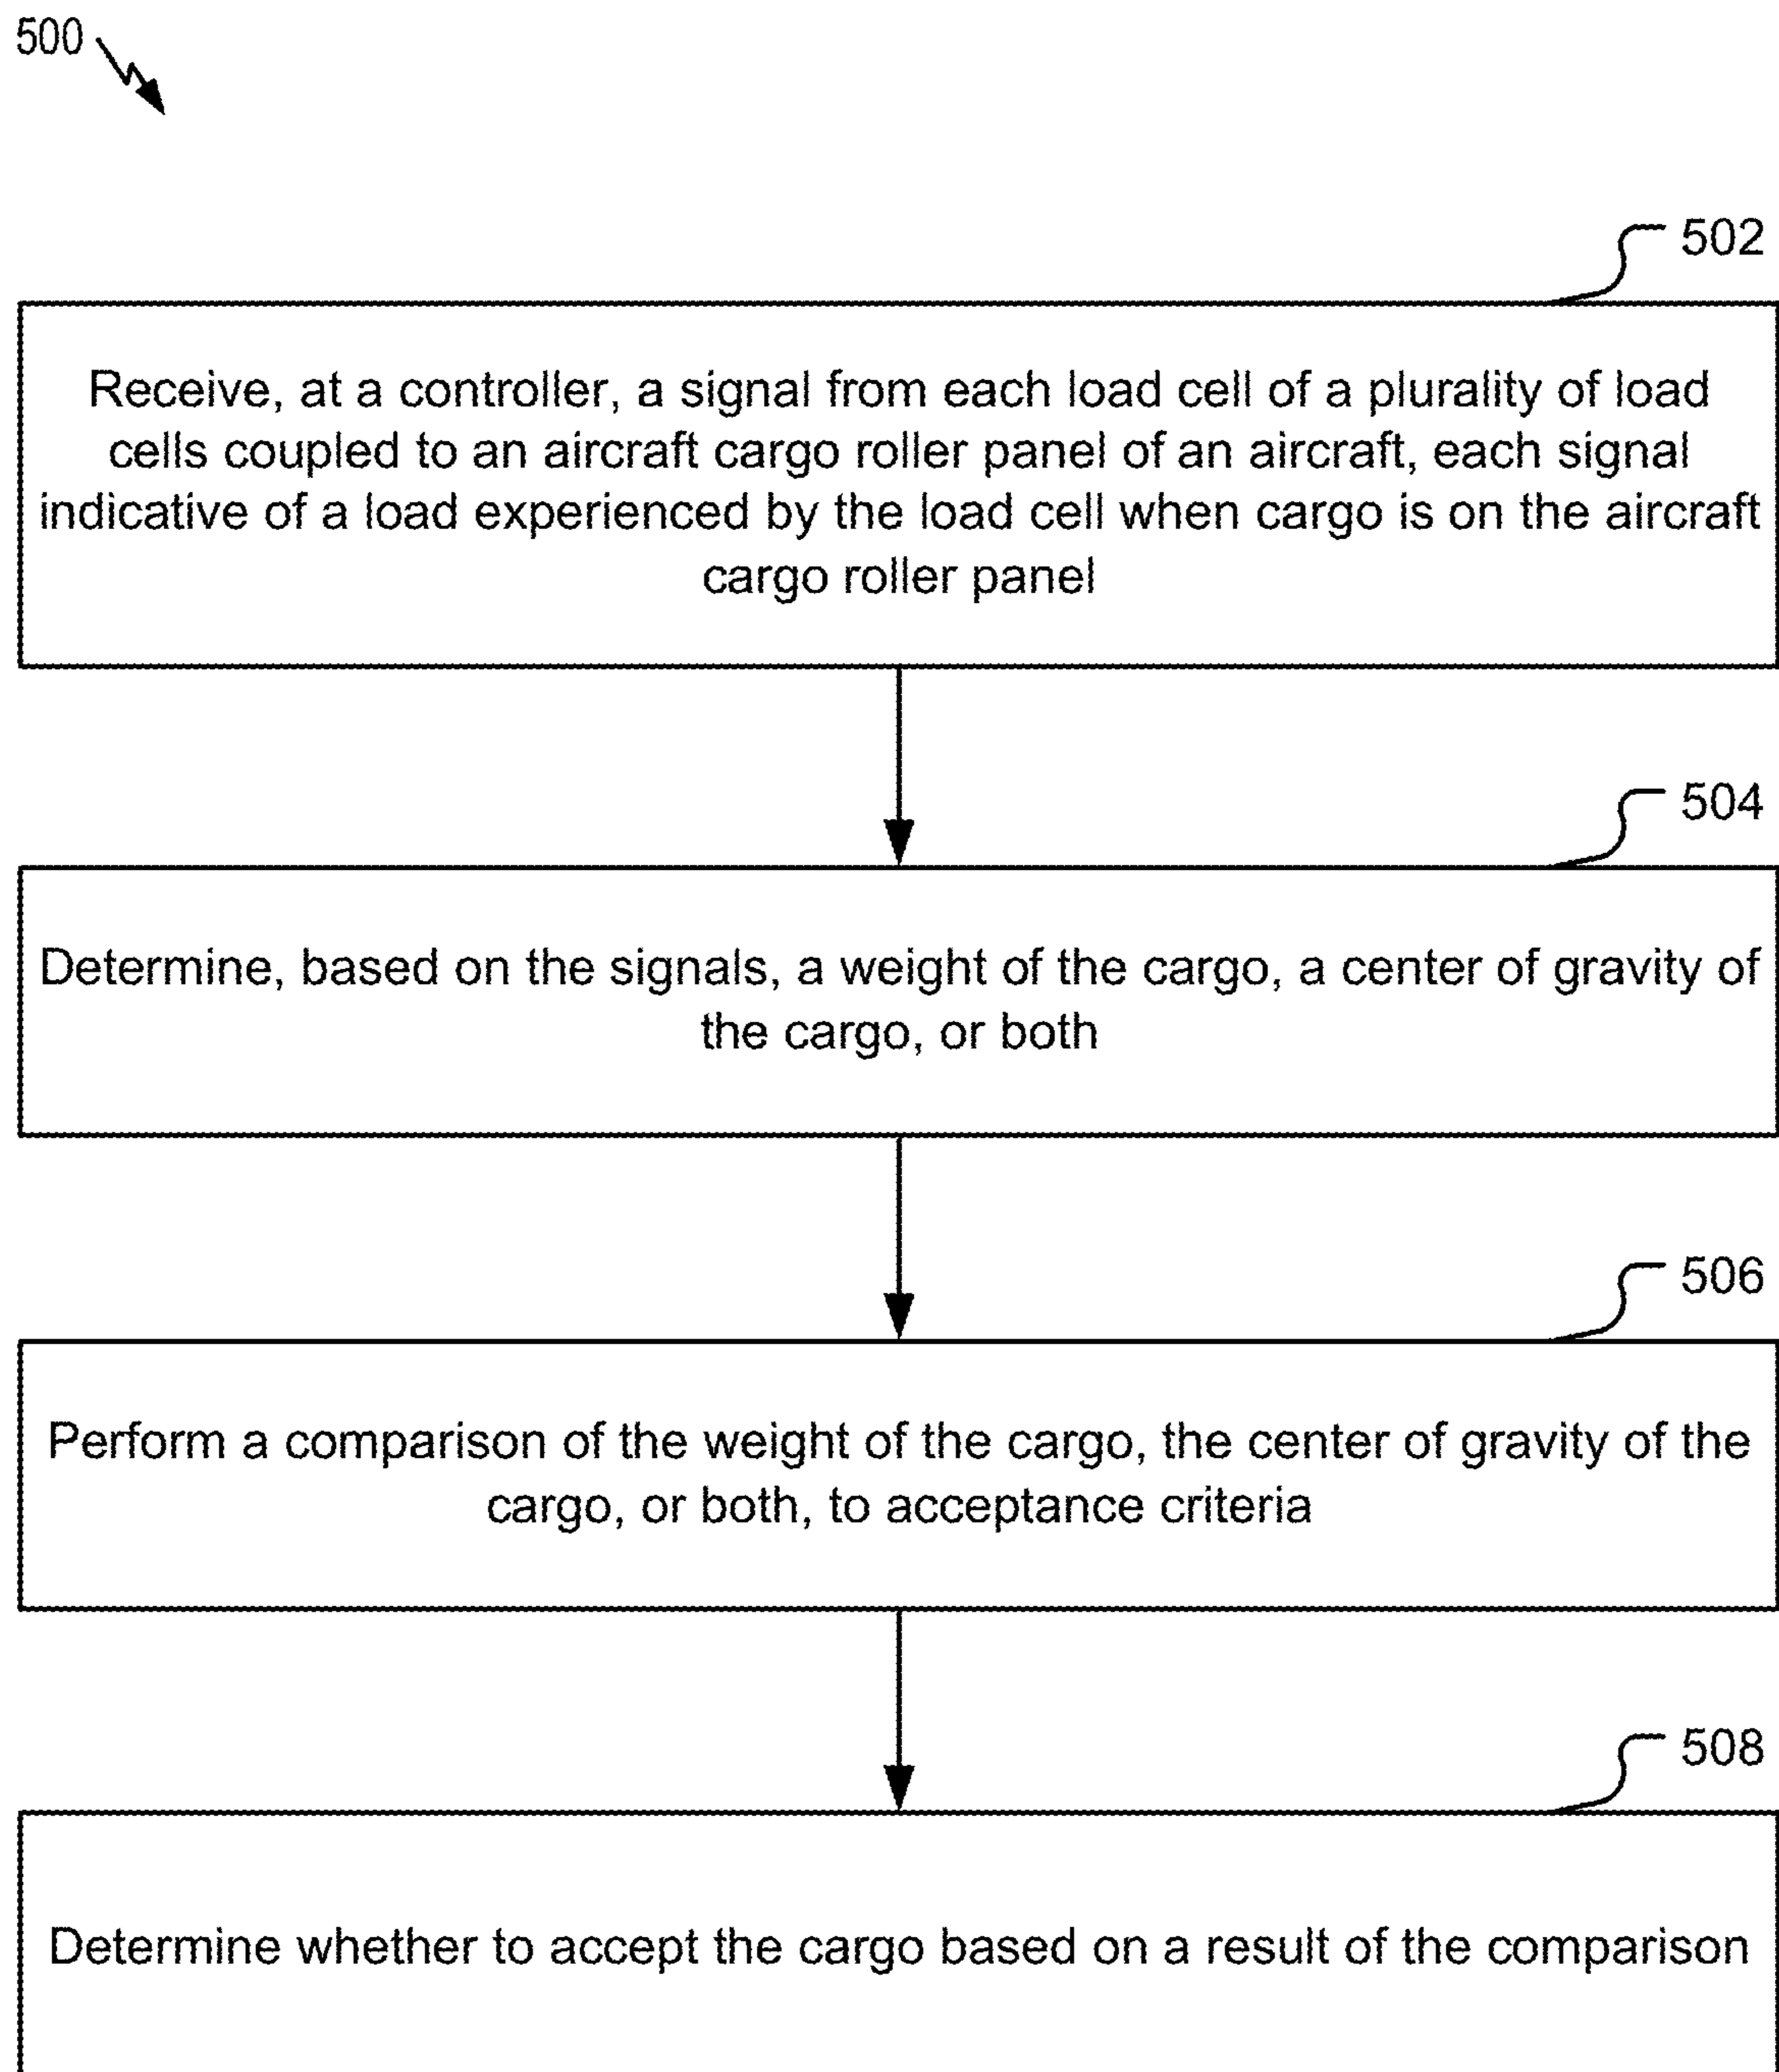 500
502
Receive, at a controller, a signal from each load cell of a plurality of load
cells coupled to an aircraft cargo roller panel of an aircraft, each signal
indicative of a load experienced by the load cell when cargo is on the aircraft
cargo roller panel
504
Determine, based on the signals, a weight of the cargo, a center of gravity of
the cargo, or both
506
Perform a comparison of the weight of the cargo, the center of gravity of the
cargo, or both, to acceptance criteria
508
Determine whether to accept the cargo based on a result of the comparison